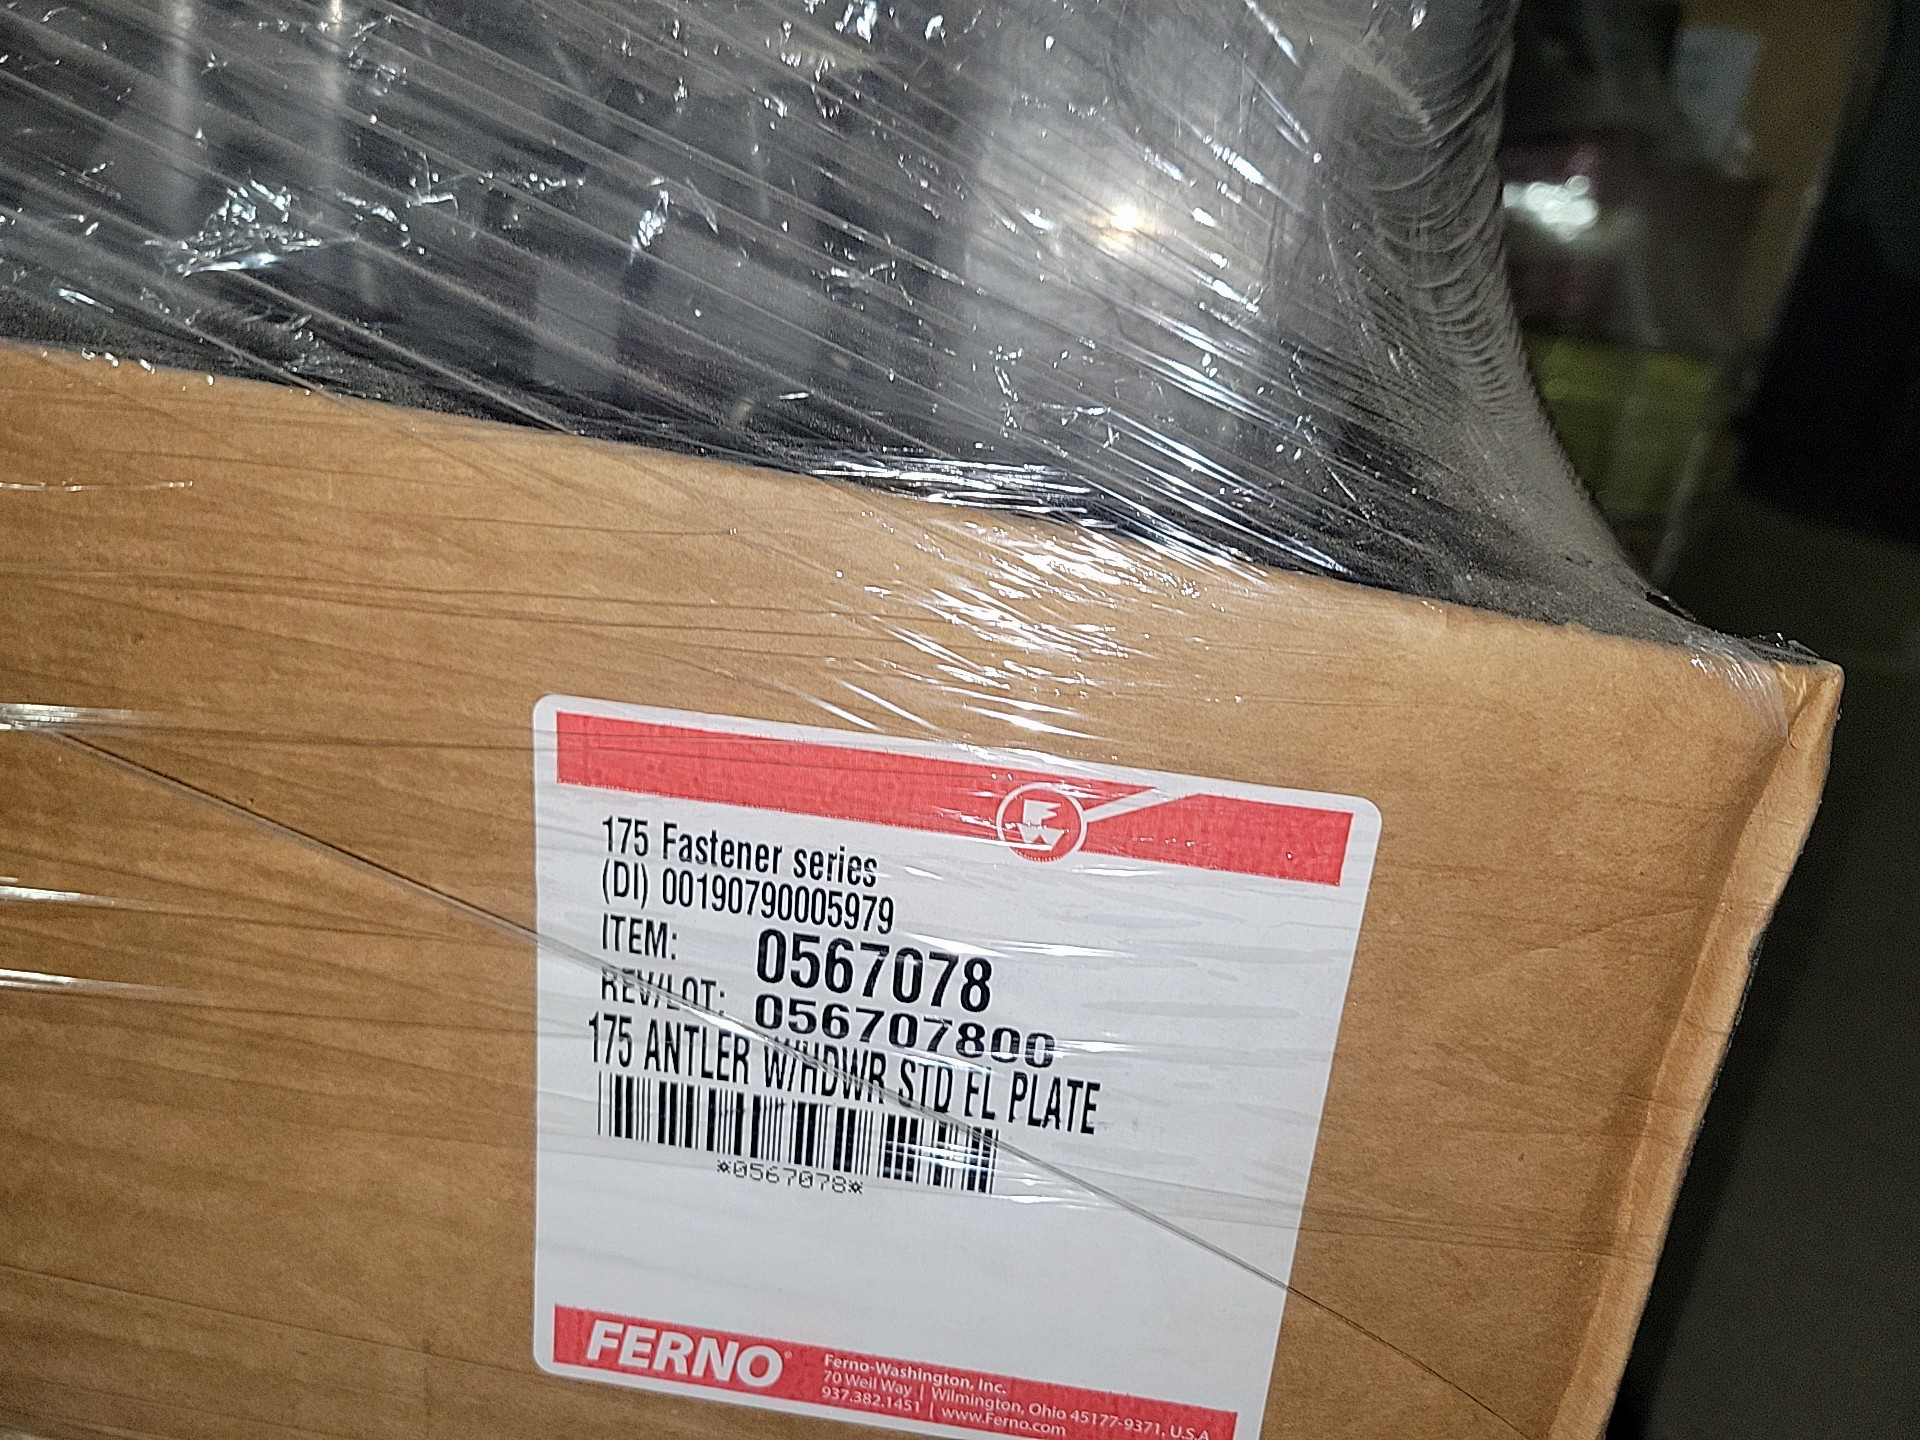 FW
175 Fastener series
(DI) 00190790005979
ITEM: 0567078
REV/LOT: 056707800
175 ANTLER W/HDWR STD FL PLATE
*0567078*
FERNO®
Ferno-Washington, Inc.
70 Weil Way | Wilmington, Ohio 45177-9371, U.S.A
937.382.1451 | www.Ferno.com